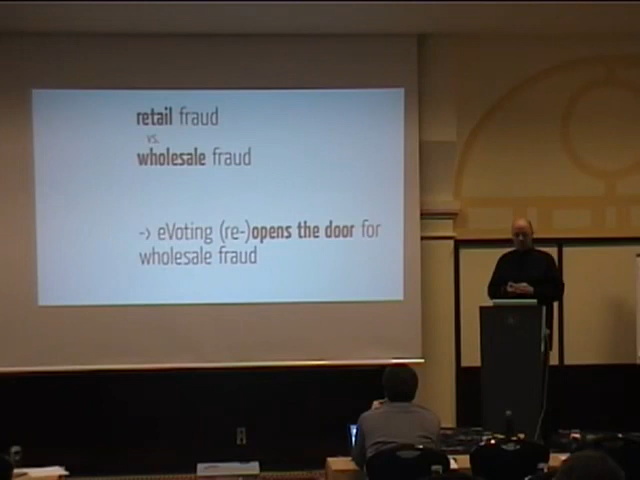 retail fraud
vs.
wholesale fraud
-> eVoting (re-)opens the door for
wholesale fraud